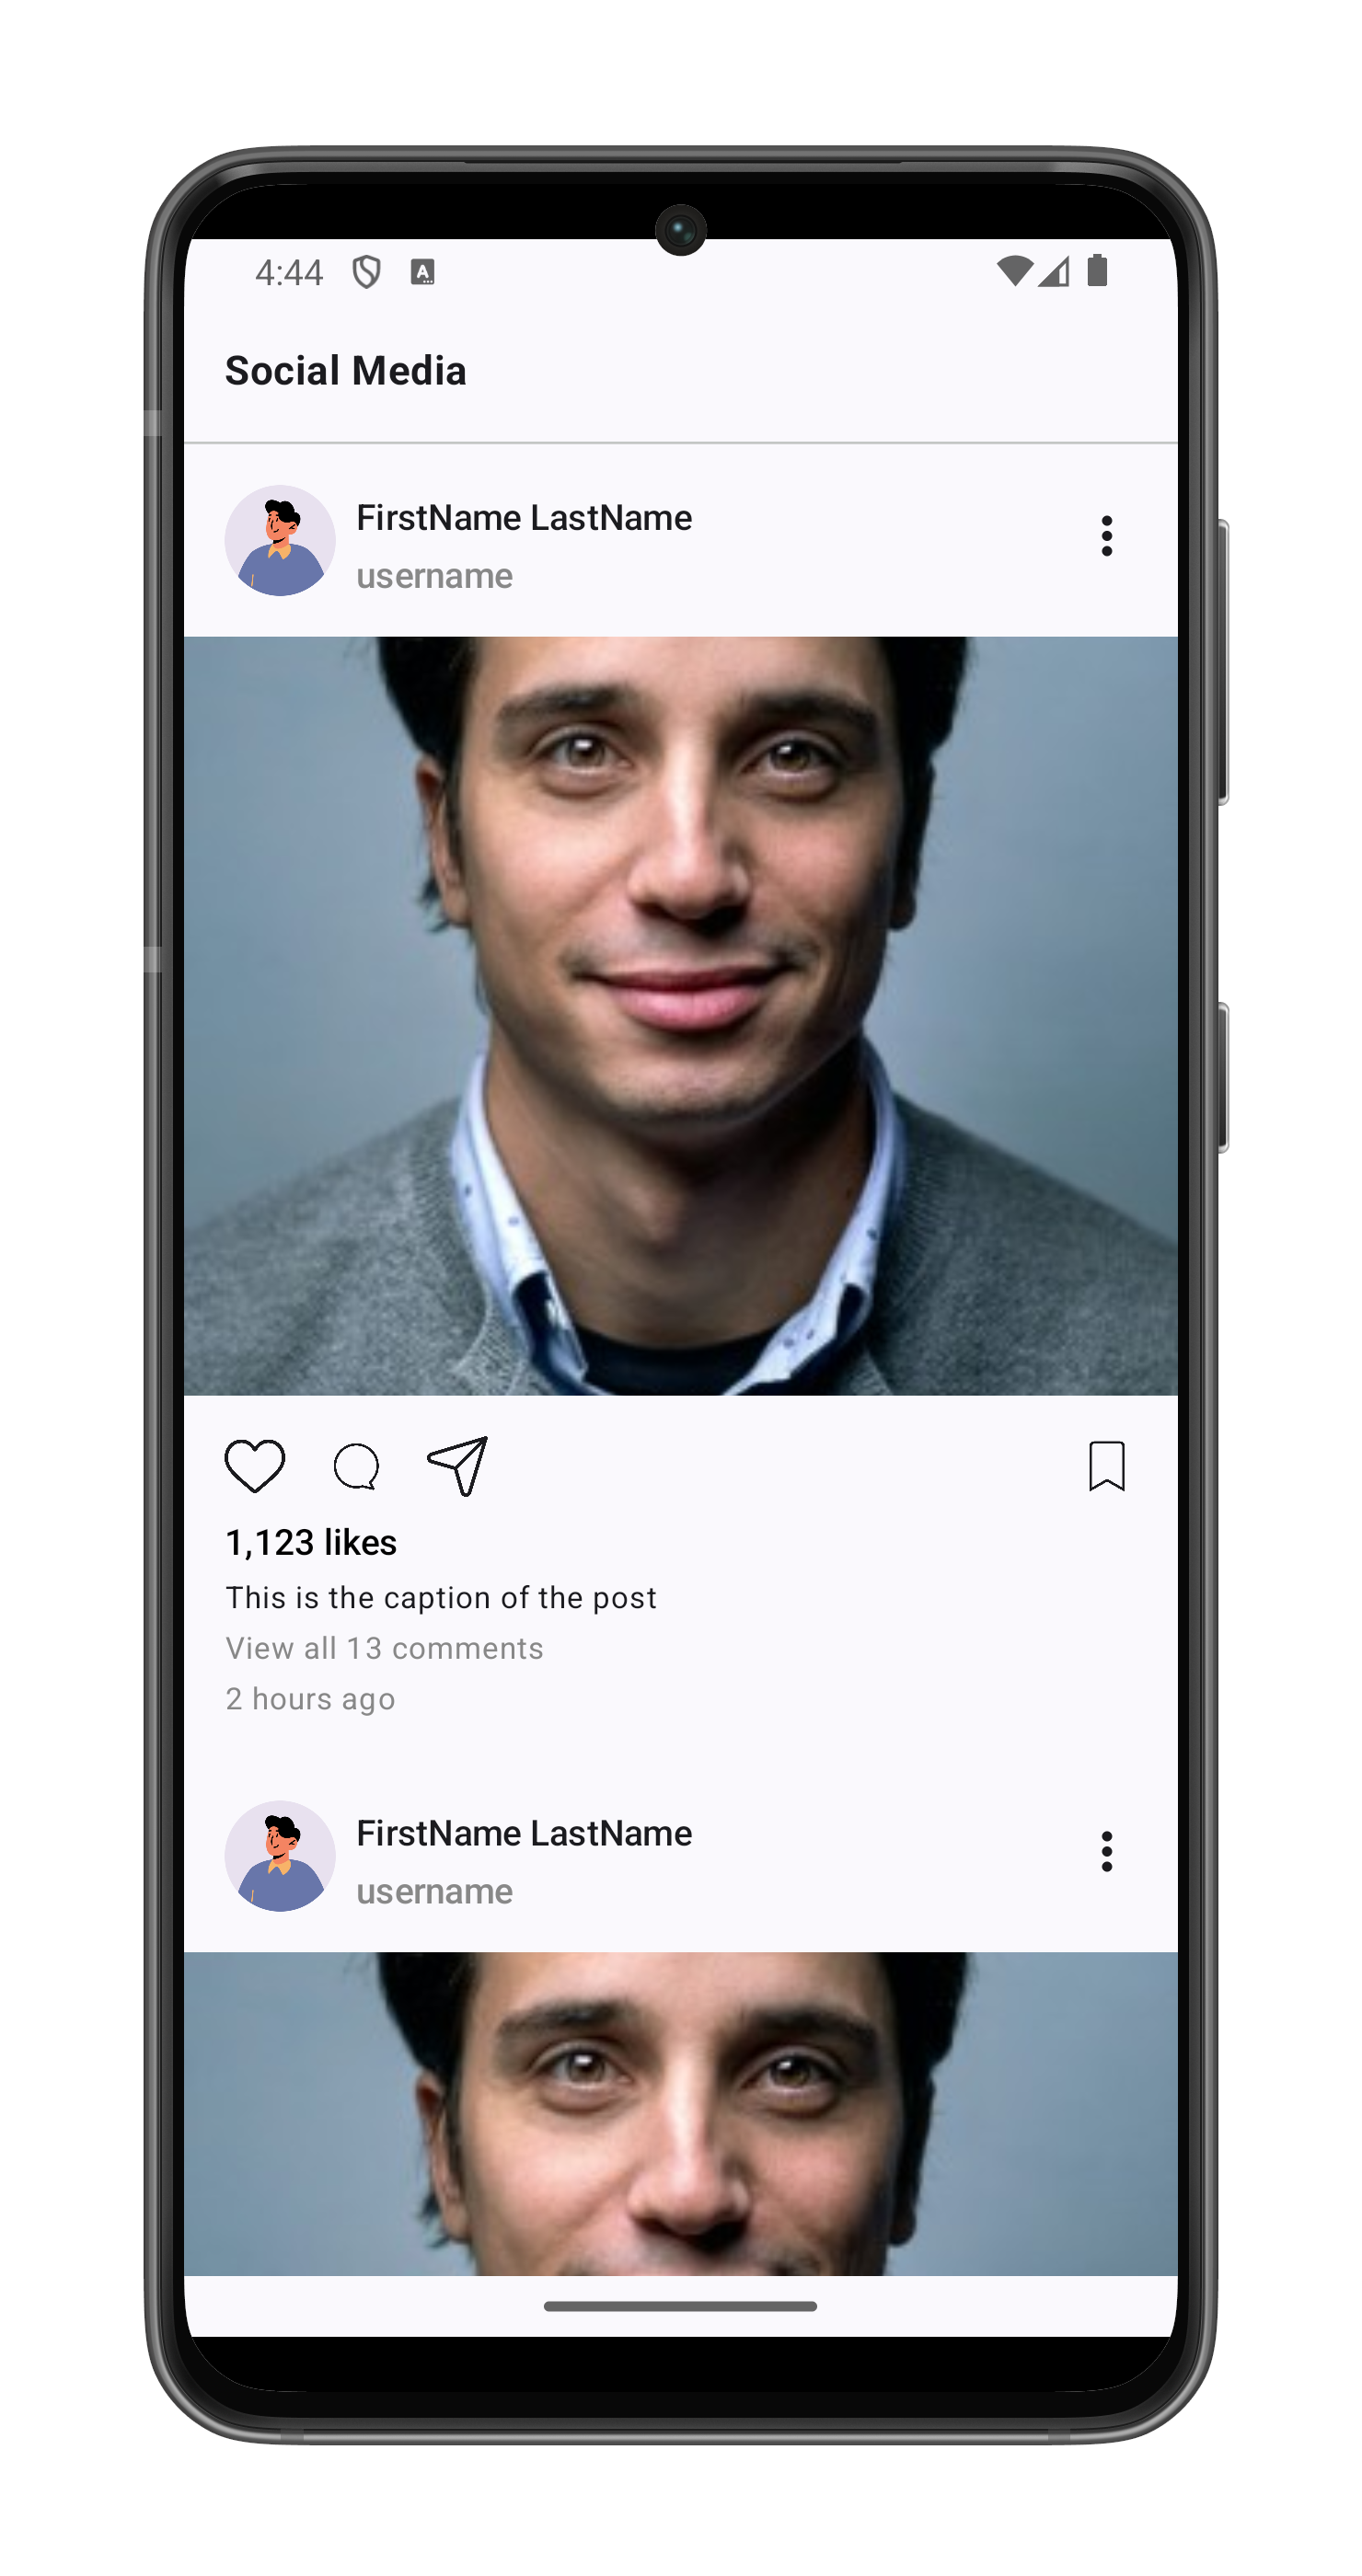 4:44 A
Social Media
FirstName LastName
username
1,123 likes
This is the caption of the post
View all 13 comments
2 hours ago
FirstName LastName
username